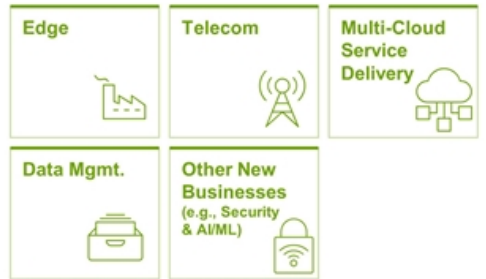 Edge
Telecom
Multi-Cloud
Service
Delivery
Data Mgmt.
Other New
Businesses
(e.g., Security
& AI/ML)